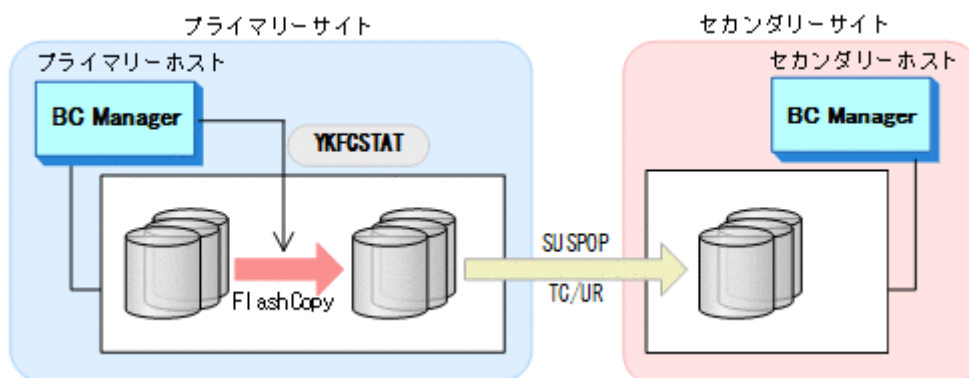 プライマリーサイト
セカンダリーサイト
プライマリーホスト
セカンダリーホスト
BC Manager
BC Manager
YKFCSTAT
SUSPOP
FlashCopy
TC/UR